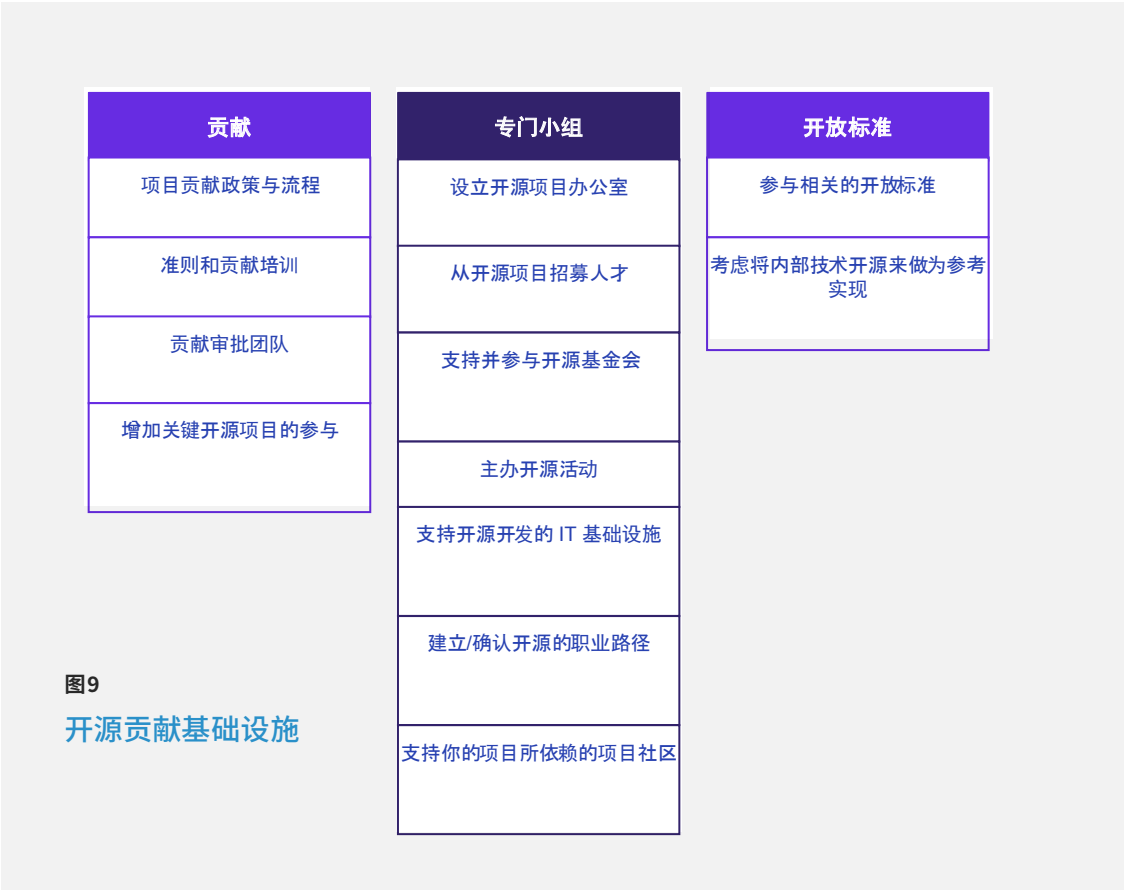 贡献
项目贡献政策与流程
准则和贡献培训
贡献审批团队
增加关键开源项目的参与
专门小组
设立开源项目办公室
从开源项目招募人才
支持并参与开源基金会
主办开源活动
支持开源开发的 IT 基础设施
建立/确认开源的职业路径
支持你的项目所依赖的项目社区
开放标准
参与相关的开放标准
考虑将内部技术开源来做为参考
实现
图9
开源贡献基础设施